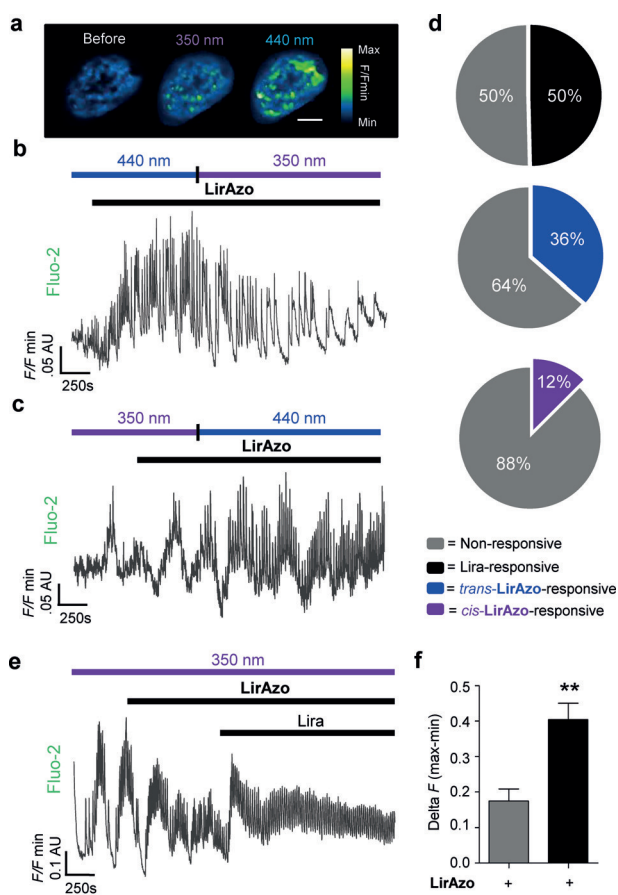 a
Before 350 nm 440 nm
Max
F/Fmin
Min
b
440 nm 350 nm
LirAzo
Fluo-2
F/F min
.05 AU
250s
c
350 nm 440 nm
LirAzo
Fluo-2
F/F min
.05 AU
250s
d
50% 50%
36%
64%
12%
88%
= Non-responsive
= Lira-responsive
= trans-LirAzo-responsive
= cis-LirAzo-responsive
e
350 nm
LirAzo
Lira
Fluo-2
F/F min
0.1 AU
250s
f
Delta F (max-min)
0.5
0.4
0.3
0.2
0.1
0.0
**
LirAzo + +